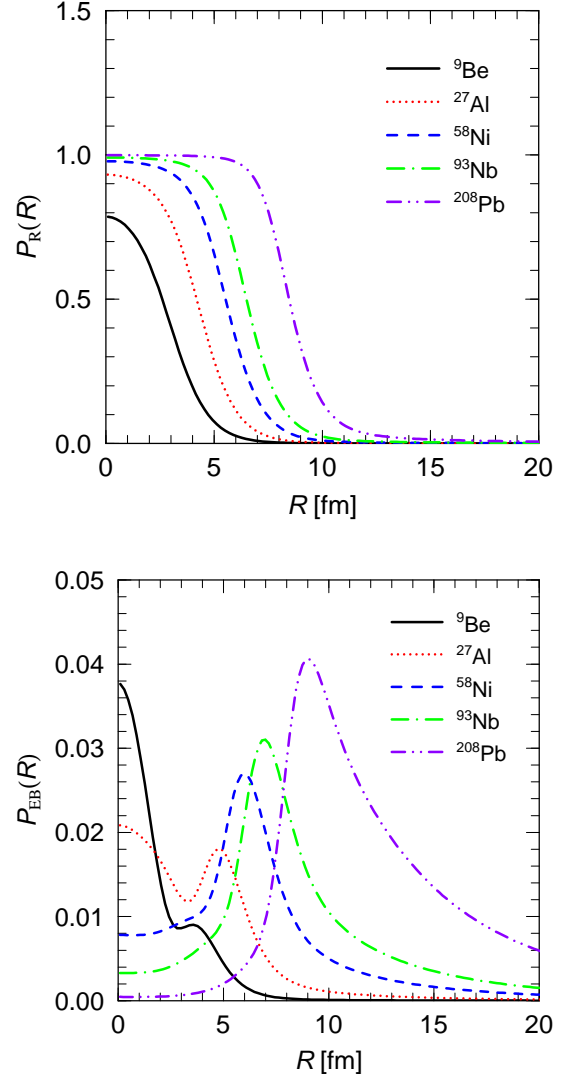 1.5
1.0
0.5
0.0
P_R(R)
⁹Be
²⁷Al
⁵⁸Ni
⁹³Nb
²⁰⁸Pb
0 5 10 15 20
R [fm]
0.05
0.04
0.03
0.02
0.01
0.00
P_EB(R)
⁹Be
²⁷Al
⁵⁸Ni
⁹³Nb
²⁰⁸Pb
0 5 10 15 20
R [fm]